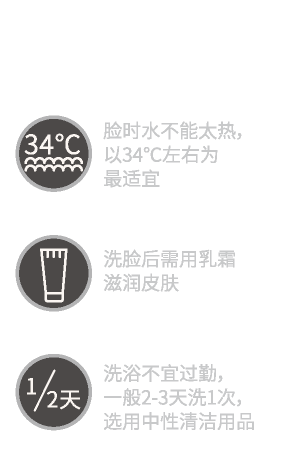 34℃
脸时水不能太热，
以34℃左右为
最适宜
洗脸后需用乳霜
滋润皮肤
1/2天
洗浴不宜过勤，
一般2-3天洗1次，
选用中性清洁用品